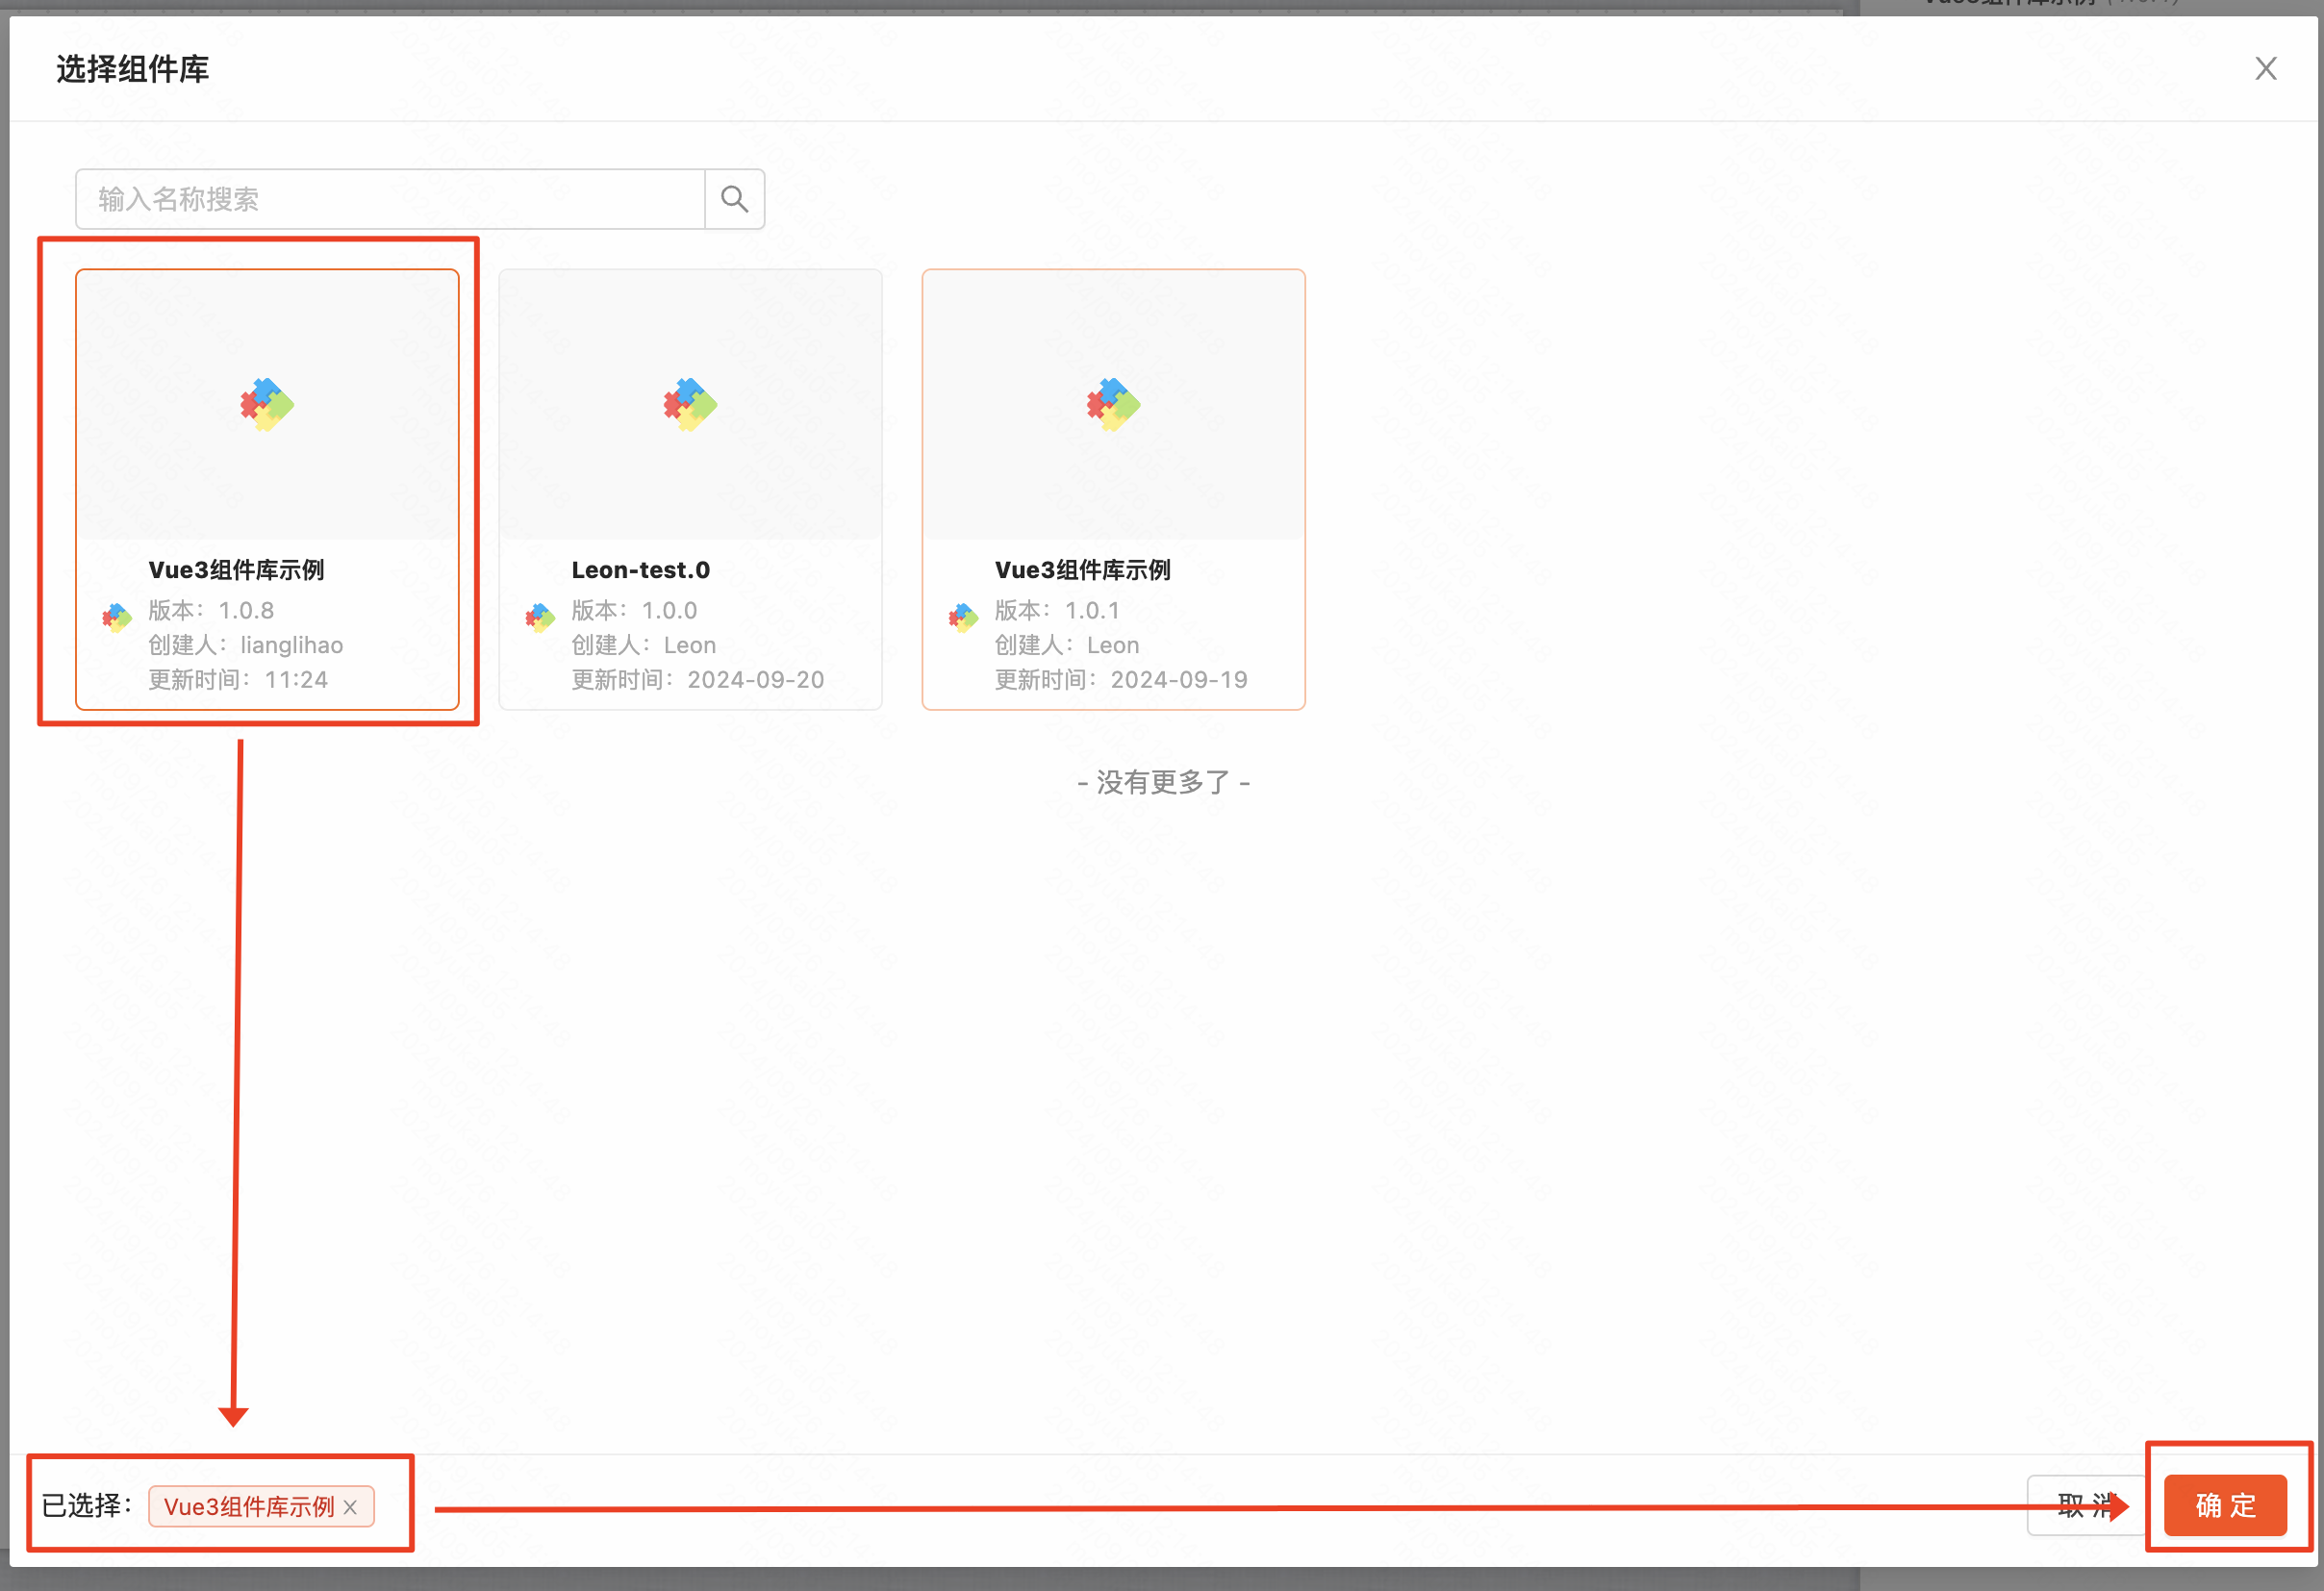 选择组件库
输入名称搜索
Vue3组件库示例
版本：1.0.8
创建人：lianglihao
更新时间：11:24
Leon-test.0
版本：1.0.0
创建人：Leon
更新时间：2024-09-20
Vue3组件库示例
版本：1.0.1
创建人：Leon
更新时间：2024-09-19
- 没有更多了 -
已选择：
Vue3组件库示例
取 消
确 定